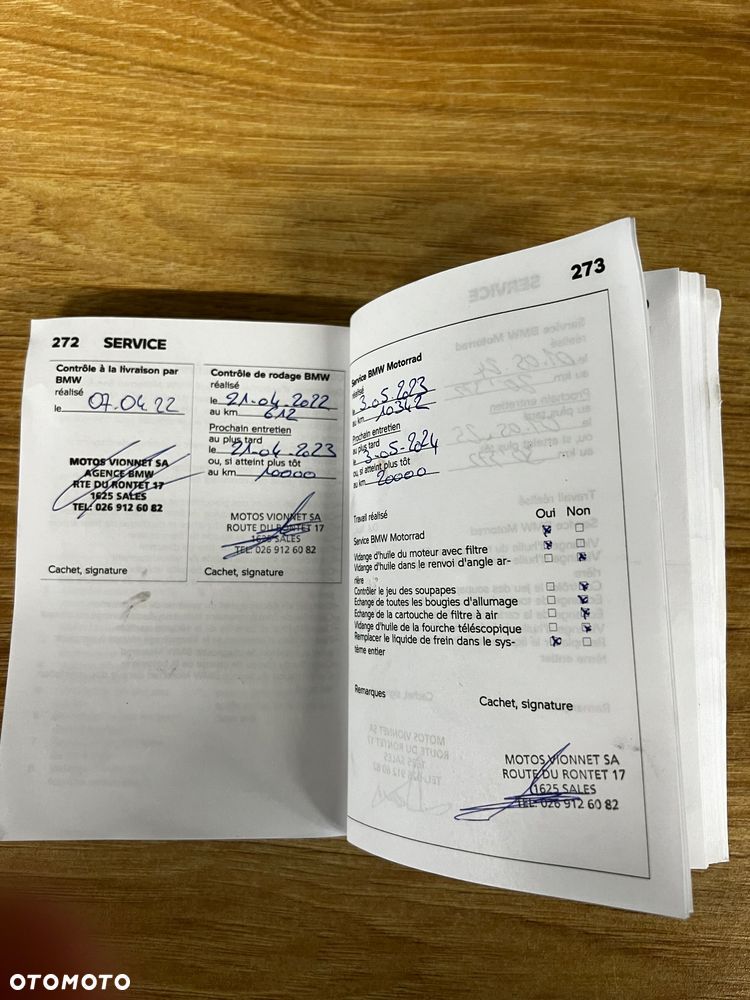 272 SERVICE
Contrôle à la livraison par
BMW
réalisé
le 07.04.22
MOTOS VIONNET SA
AGENCE BMW
RTE DU RONTET 17
1625 SALES
TEL: 026 912 60 82
Cachet, signature
Contrôle de rodage BMW
réalisé
le 21.04.2022
au km 612
Prochain entretien
au plus tard
le 21.04.2023
ou, si atteint plus tôt
au km 10000
MOTOS VIONNET SA
ROUTE DU RONTET 17
1625 SALES
TEL: 026 912 60 82
Cachet, signature
273
Service BMW Motorrad
réalisé
le 3.05.2023
au km 10342
Prochain entretien
au plus tard
le 3.05.2024
ou, si atteint plus tôt
au km 20000
Travail réalisé Oui Non
Service BMW Motorrad
Vidange d'huile du moteur avec filtre
Vidange d'huile dans le renvoi d'angle ar-
rière
Contrôler le jeu des soupapes
Echange de toutes les bougies d'allumage
Echange de la cartouche de filtre à air
Vidange d'huile de la fourche téléscopique
Remplacer le liquide de frein dans le sys-
tème entier
Remarques
Cachet, signature
MOTOS VIONNET SA
ROUTE DU RONTET 17
1625 SALES
TEL: 026 912 60 82
OTOMOTO